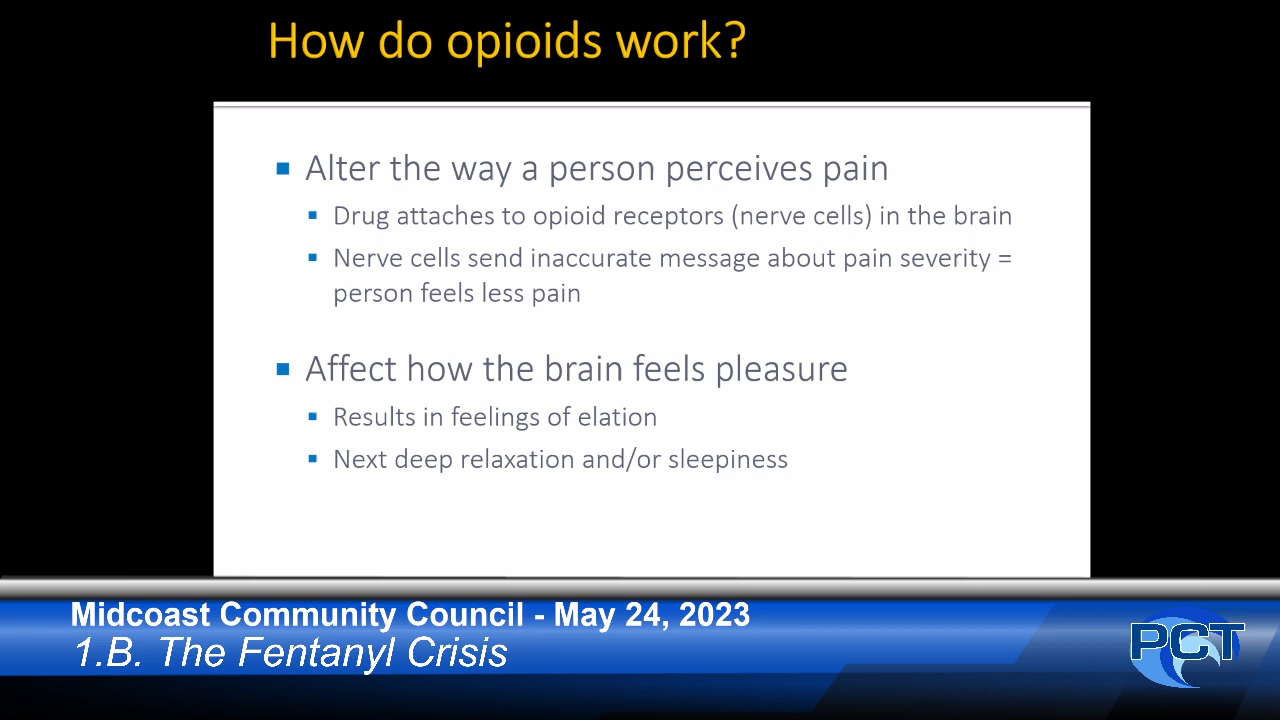 How do opioids work?
▪ Alter the way a person perceives pain
▪ Drug attaches to opioid receptors (nerve cells) in the brain
▪ Nerve cells send inaccurate message about pain severity =
person feels less pain
▪ Affect how the brain feels pleasure
▪ Results in feelings of elation
▪ Next deep relaxation and/or sleepiness
Midcoast Community Council - May 24, 2023
1.B. The Fentanyl Crisis
PCT